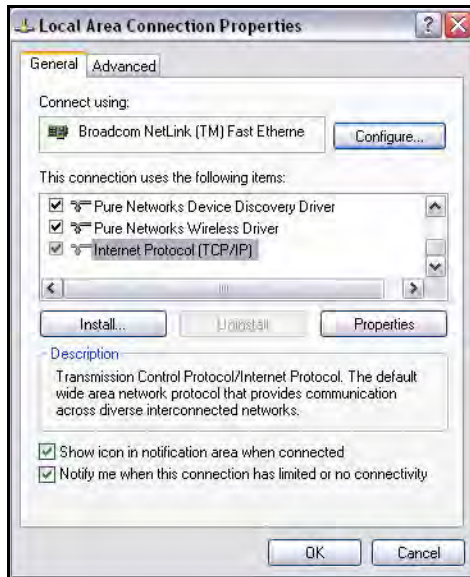 Local Area Connection Properties
General
Advanced
Connect using:
Broadcom NetLink (TM) Fast Etherne
Configure...
This connection uses the following items:
Pure Networks Device Discovery Driver
Pure Networks Wireless Driver
Internet Protocol (TCP/IP)
Install...
Uninstall
Properties
Description
Transmission Control Protocol/Internet Protocol. The default
wide area network protocol that provides communication
across diverse interconnected networks.
Show icon in notification area when connected
Notify me when this connection has limited or no connectivity
OK
Cancel